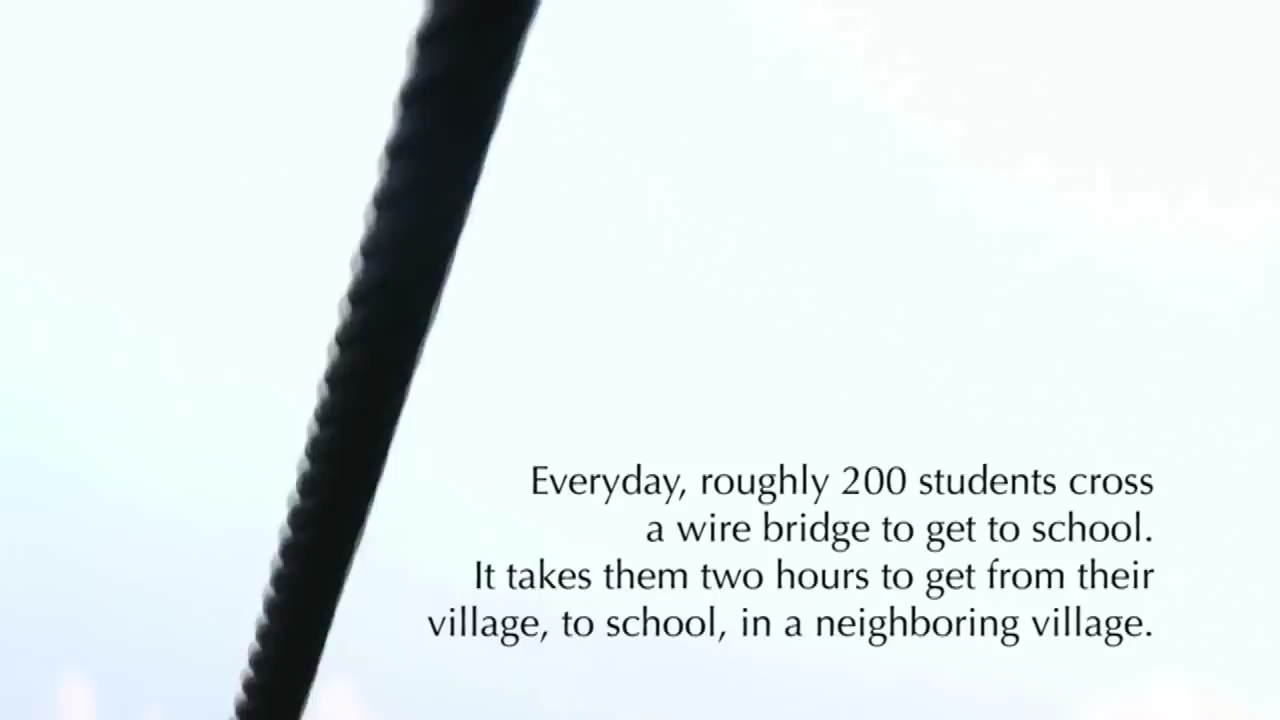 Everyday, roughly 200 students cross
a wire bridge to get to school.
It takes them two hours to get from their
village, to school, in a neighboring village.